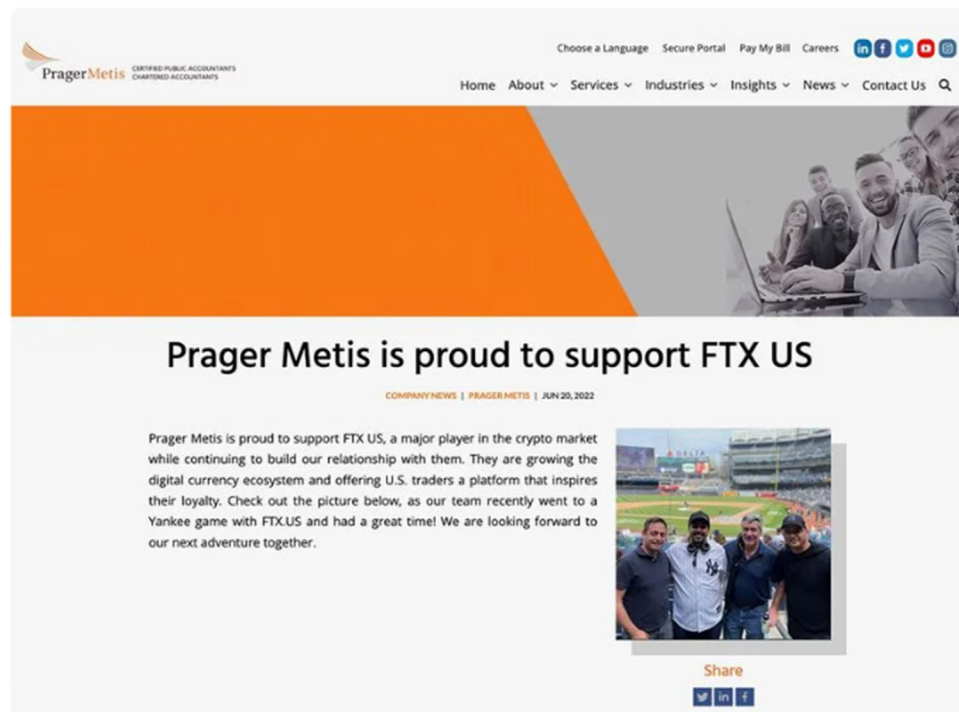 Choose a Language Secure Portal Pay My Bill Careers
PragerMetis CERTIFIED PUBLIC ACCOUNTANTS
CHARTERED ACCOUNTANTS
Home About Services Industries Insights News Contact Us
Prager Metis is proud to support FTX US
COMPANY NEWS | PRAGER METIS | JUN 20, 2022
Prager Metis is proud to support FTX US, a major player in the crypto market
while continuing to build our relationship with them. They are growing the
digital currency ecosystem and offering U.S. traders a platform that inspires
their loyalty. Check out the picture below, as our team recently went to a
Yankee game with FTX.US and had a great time! We are looking forward to
our next adventure together.
DELTA
Share